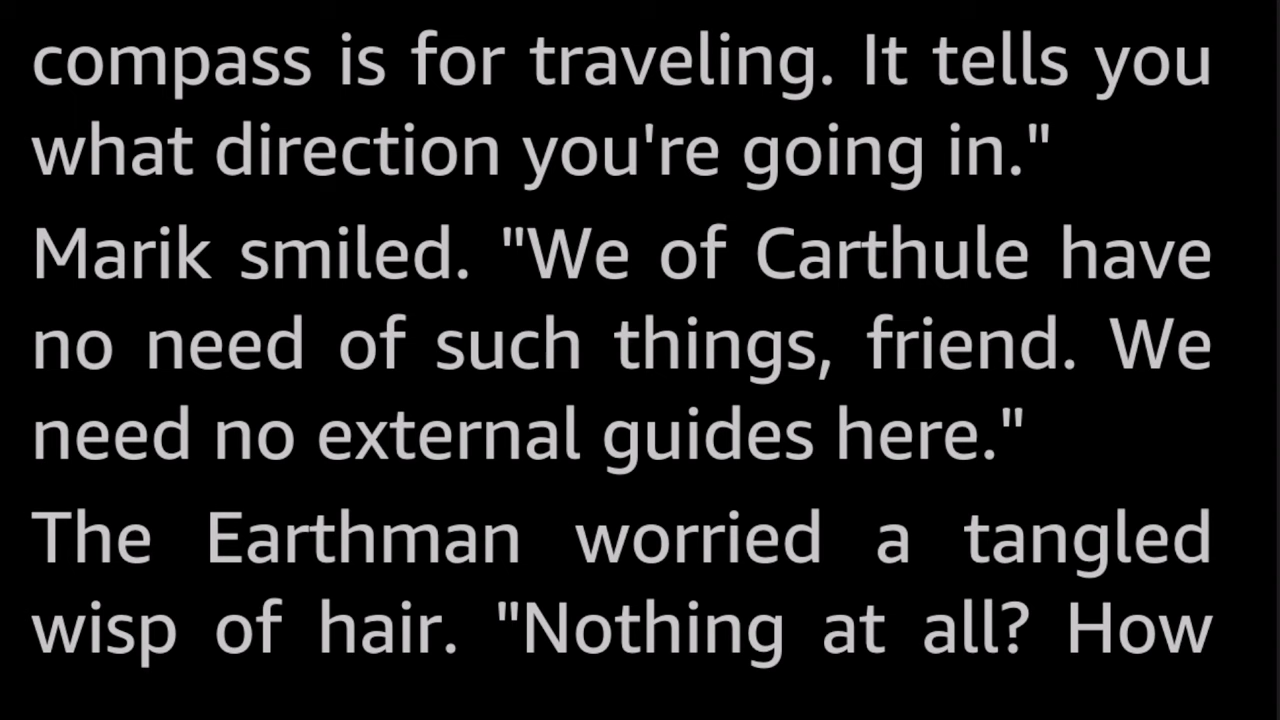 compass is for traveling. It tells you
what direction you're going in."
Marik smiled. "We of Carthule have
no need of such things, friend. We
need no external guides here."
The Earthman worried a tangled
wisp of hair. "Nothing at all? How